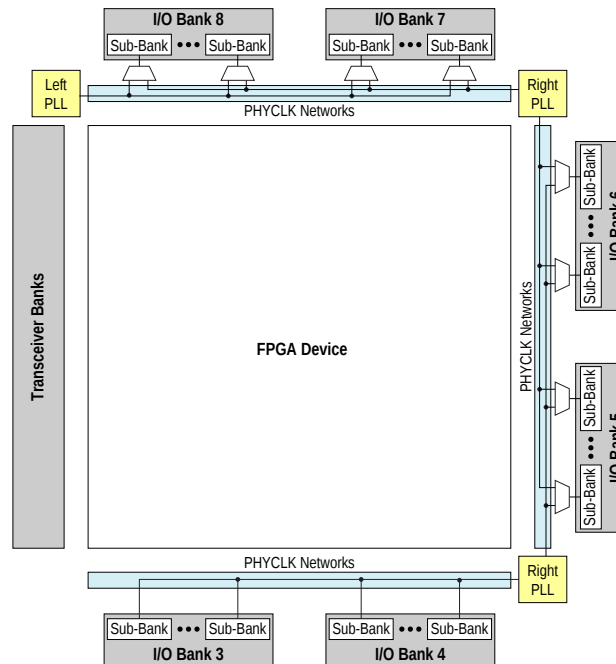 I/O Bank 8
I/O Bank 7
Sub-Bank ••• Sub-Bank
Sub-Bank ••• Sub-Bank
Left
PLL
Right
PLL
PHYCLK Networks
Transceiver Banks
FPGA Device
PHYCLK Networks
Sub-Bank ••• Sub-Bank
I/O Bank 6
Sub-Bank ••• Sub-Bank
I/O Bank 5
PHYCLK Networks
Right
PLL
Sub-Bank ••• Sub-Bank
Sub-Bank ••• Sub-Bank
I/O Bank 3
I/O Bank 4